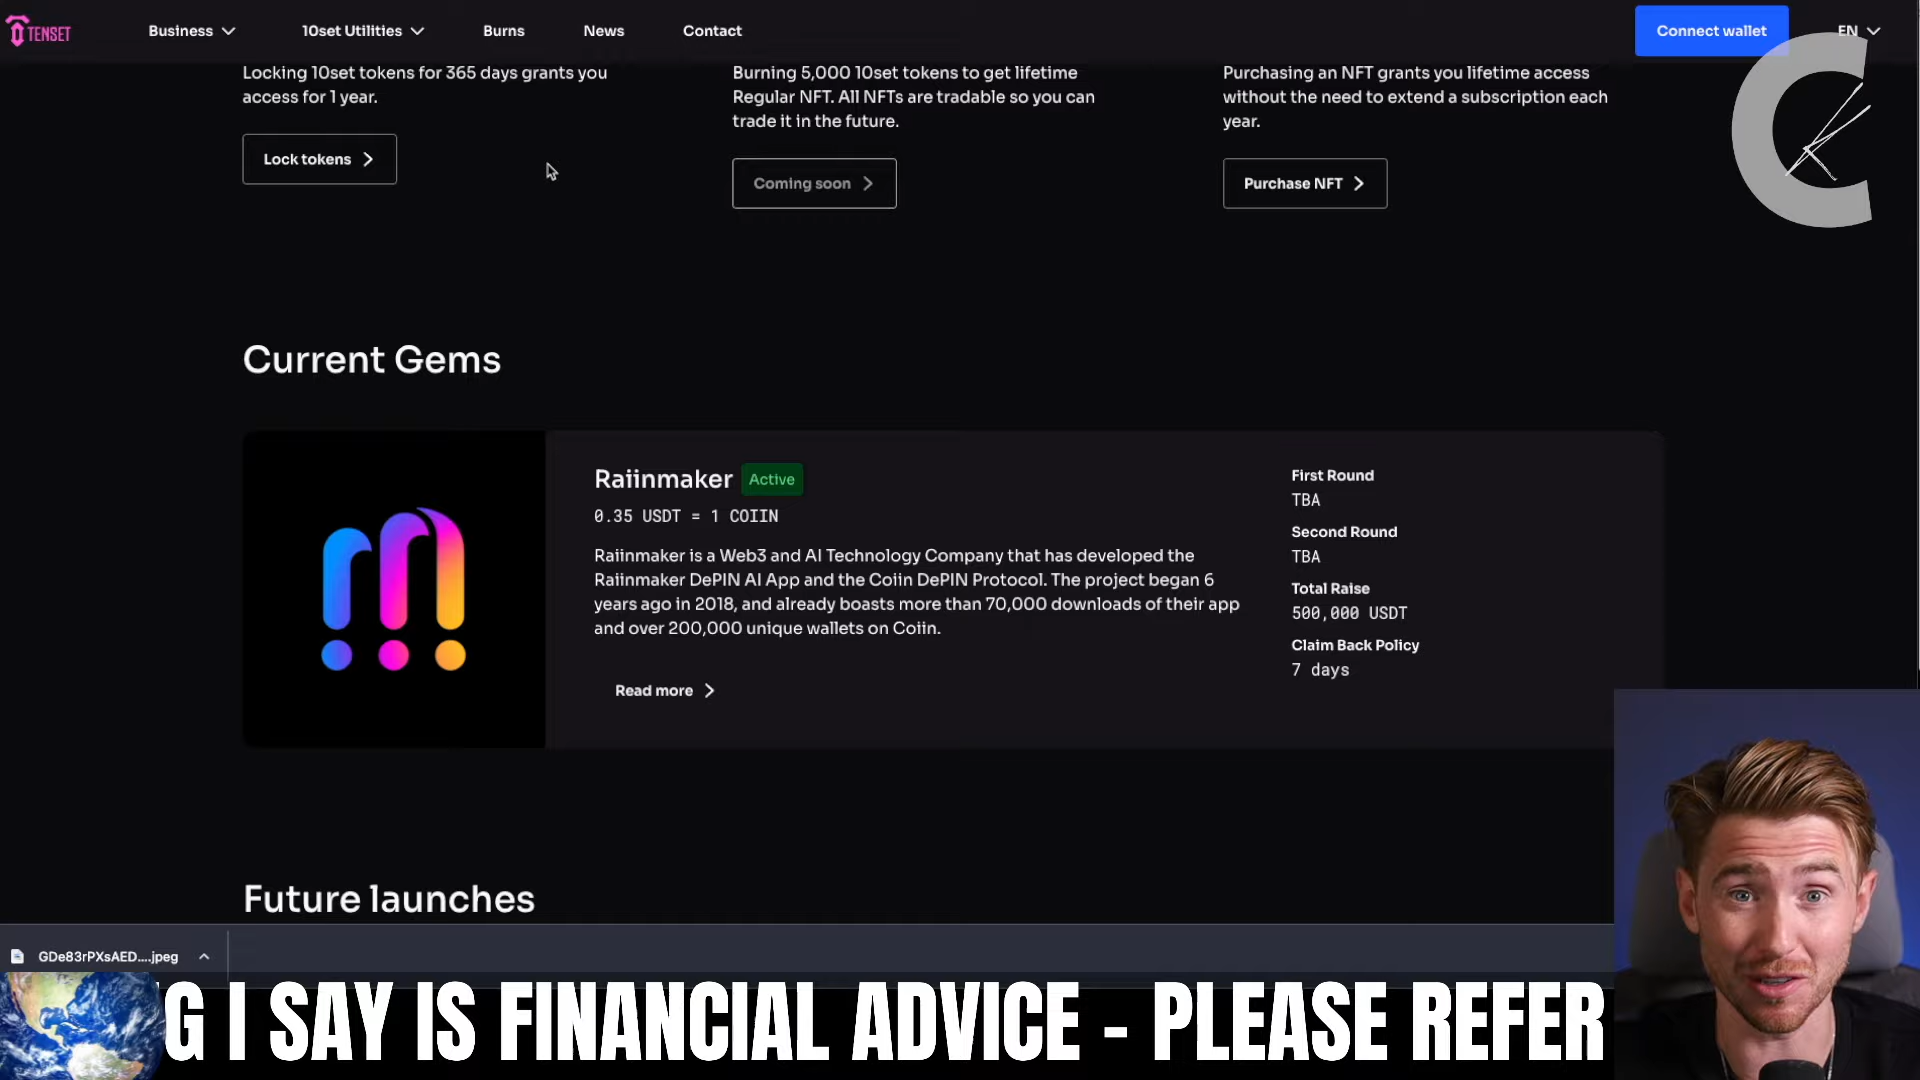 TENSET
Business
10set Utilities
Burns
News
Contact
Connect wallet
EN
Locking 10set tokens for 365 days grants you
access for 1 year.
Lock tokens
Burning 5,000 10set tokens to get lifetime
Regular NFT. All NFTs are tradable so you can
trade it in the future.
Coming soon
Purchasing an NFT grants you lifetime access
without the need to extend a subscription each
year.
Purchase NFT
Current Gems
Raiinmaker Active
0.35 USDT = 1 COIIN
Raiinmaker is a Web3 and AI Technology Company that has developed the
Raiinmaker DePIN AI App and the Coiin DePIN Protocol. The project began 6
years ago in 2018, and already boasts more than 70,000 downloads of their app
and over 200,000 unique wallets on Coiin.
Read more
First Round
TBA
Second Round
TBA
Total Raise
500,000 USDT
Claim Back Policy
7 days
Future launches
GDe83rPXsAED....jpeg
G I SAY IS FINANCIAL ADVICE - PLEASE REFER